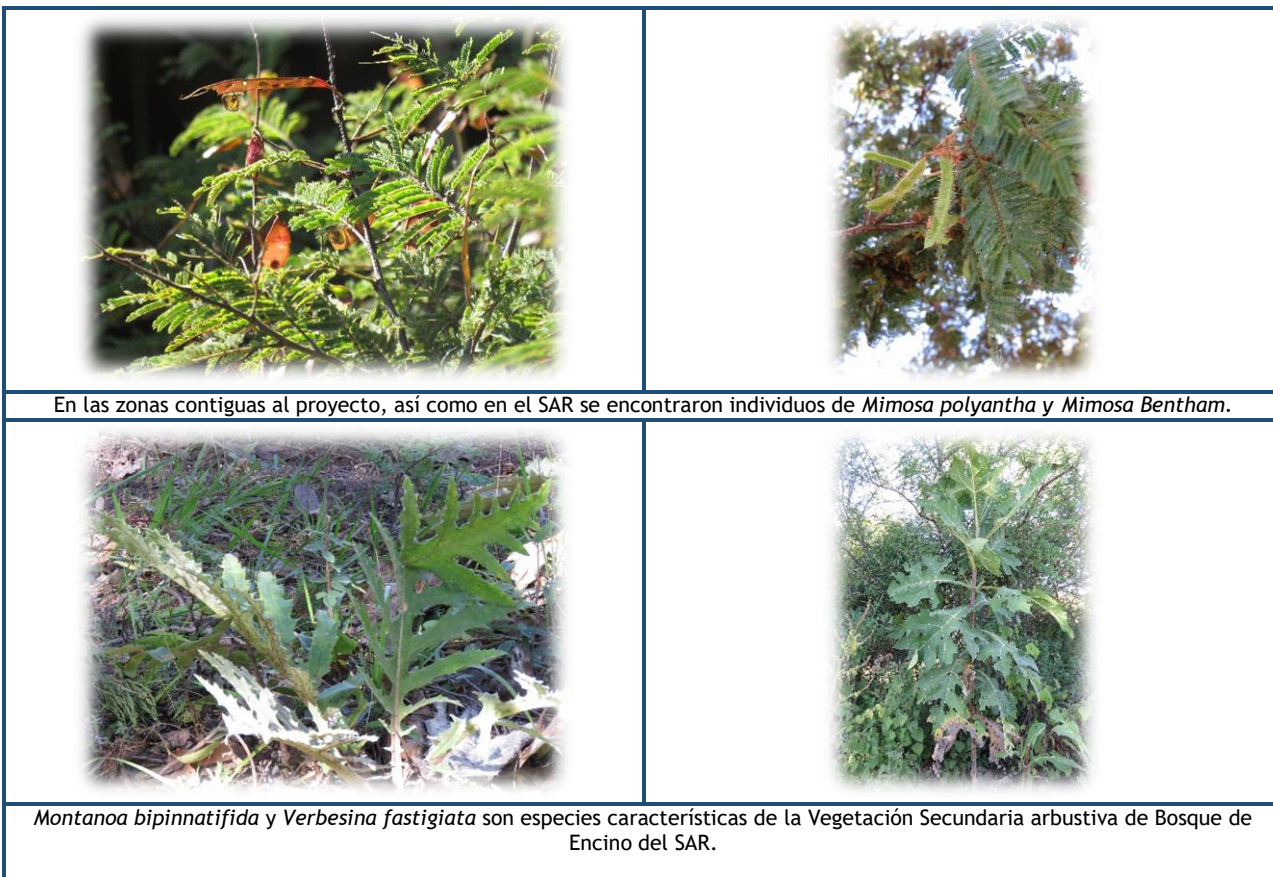 En las zonas contiguas al proyecto, así como en el SAR se encontraron individuos de Mimosa polyantha y Mimosa Bentham.
Montanoa bipinnatifida y Verbesina fastigiata son especies características de la Vegetación Secundaria arbustiva de Bosque de
Encino del SAR.